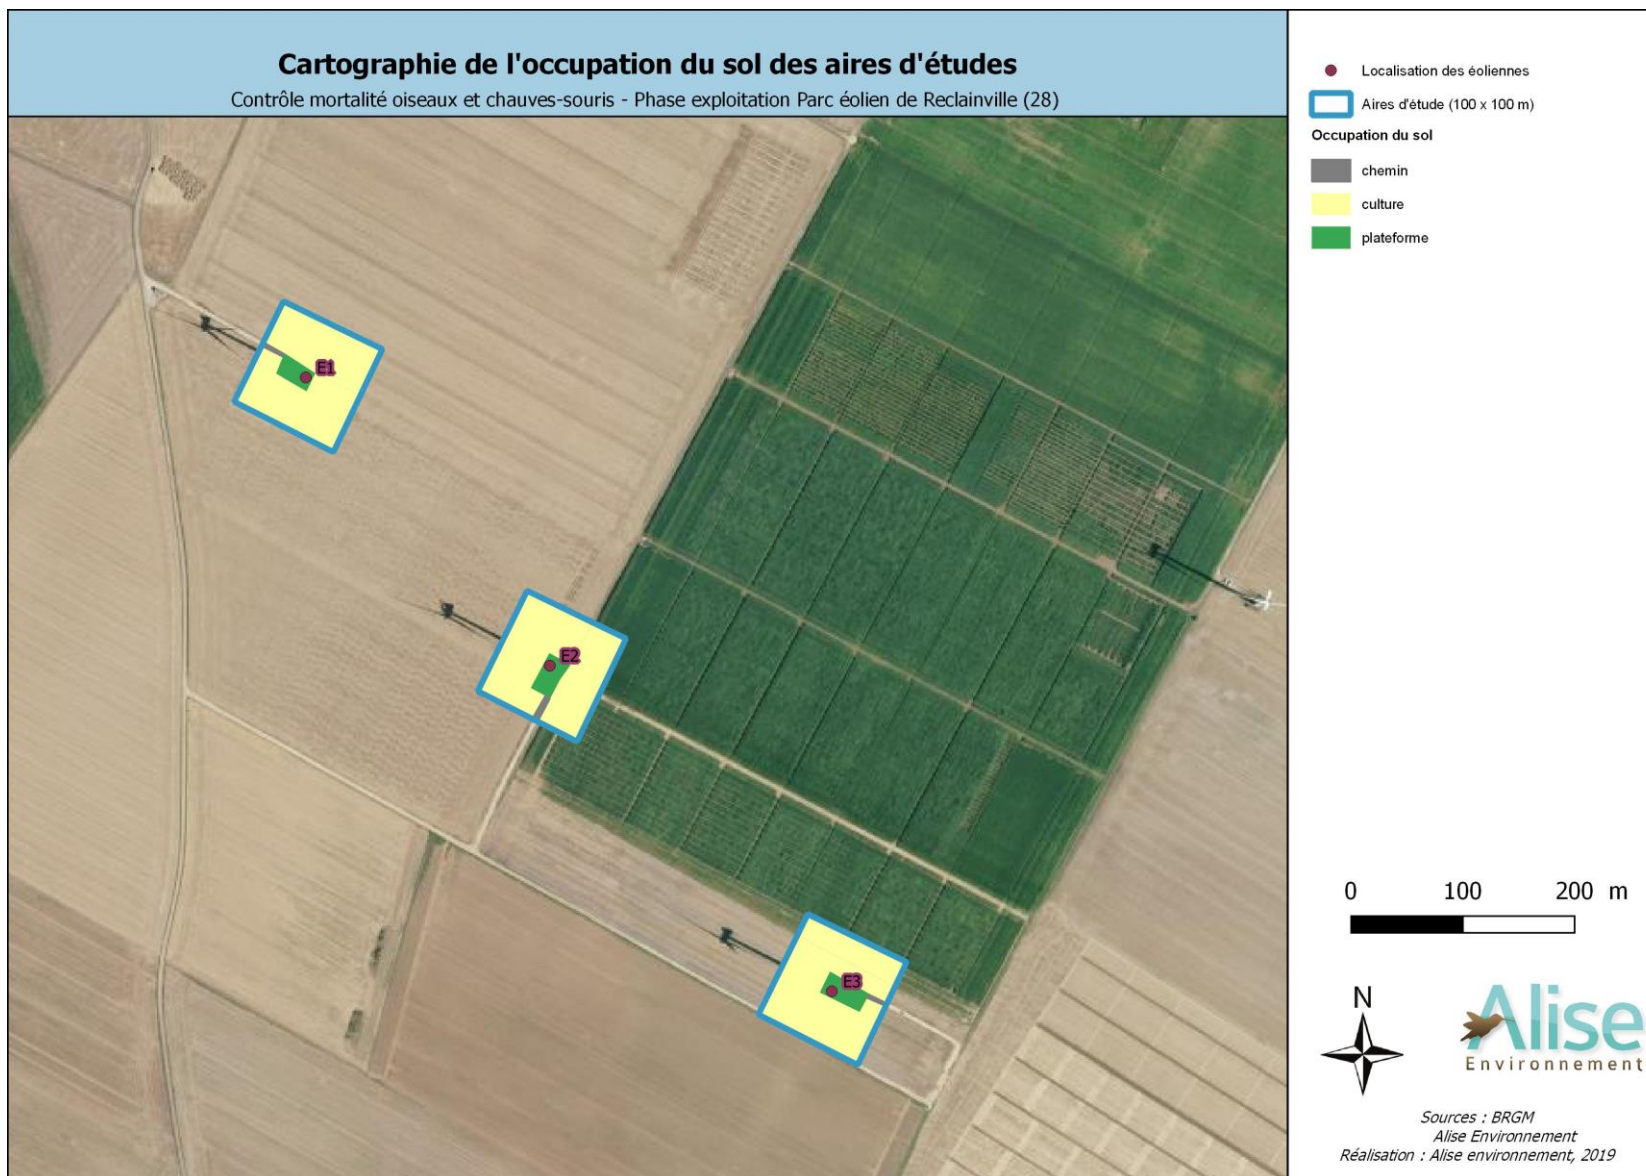 Cartographie de l'occupation du sol des aires d'études
Contrôle mortalité oiseaux et chauves-souris - Phase exploitation Parc éolien de Reclainville (28)
Localisation des éoliennes
Aires d'étude (100 x 100 m)
Occupation du sol
chemin
culture
plateforme
E1
E2
E3
0 100 200 m
N
Alise
Environnement
Sources : BRGM
Alise Environnement
Réalisation : Alise environnement, 2019